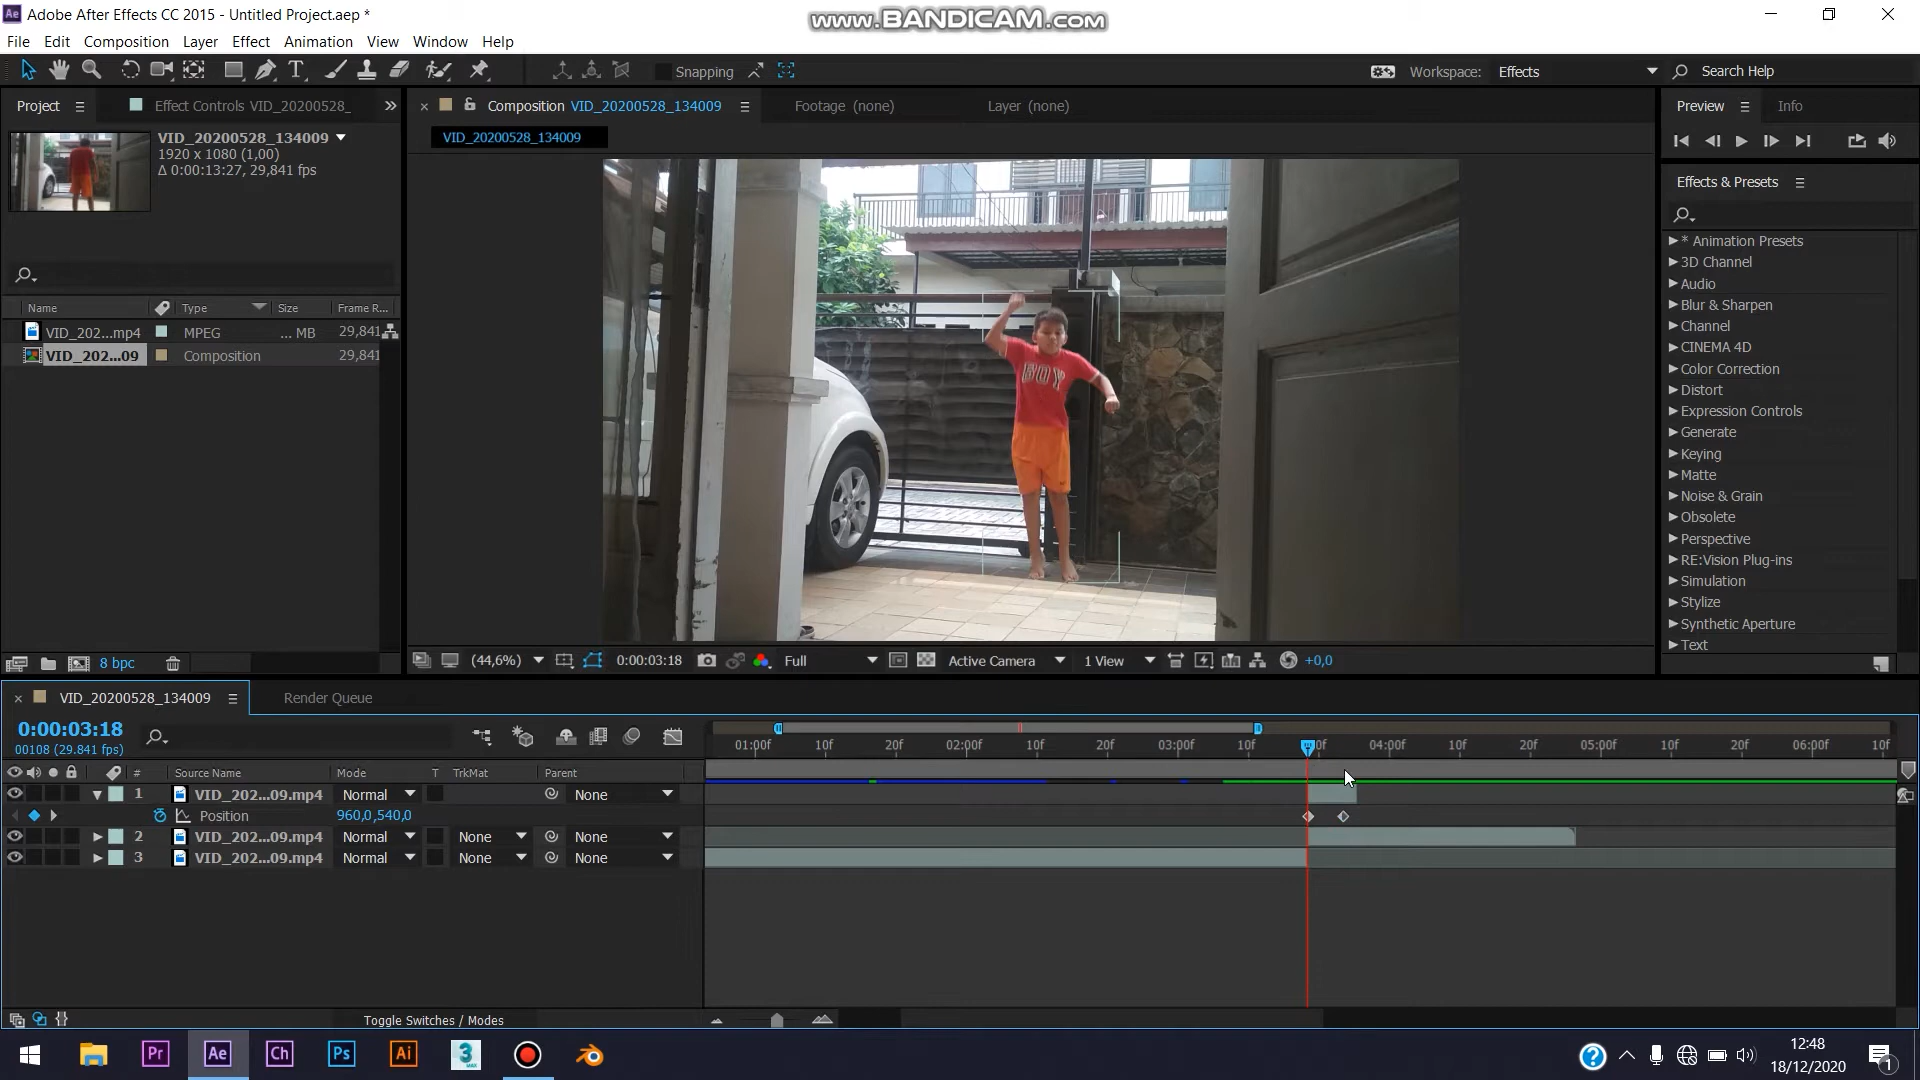 Adobe After Effects CC 2015 - Untitled Project.aep *
www.BANDICAM.com
File Edit Composition Layer Effect Animation View Window Help
Snapping
Workspace: Effects
Search Help
Project
Effect Controls VID_20200528_
Composition VID_20200528_134009
Footage (none)
Layer (none)
Preview
Info
VID_20200528_134009
1920 x 1080 (1,00)
Δ 0:00:13:27, 29,841 fps
VID_20200528_134009
Effects & Presets
* Animation Presets
3D Channel
Audio
Blur & Sharpen
Channel
CINEMA 4D
Color Correction
Distort
Expression Controls
Generate
Keying
Matte
Noise & Grain
Obsolete
Perspective
RE:Vision Plug-ins
Simulation
Stylize
Synthetic Aperture
Text
Name Type Size Frame R...
VID_202...mp4 MPEG ... MB 29,841
VID_202...09 Composition 29,841
BOY
8 bpc
(44,6%) 0:00:03:18 Full Active Camera 1 View +0,0
VID_20200528_134009
Render Queue
0:00:03:18
00108 (29.841 fps)
01:00f 10f 20f 02:00f 10f 20f 03:00f 10f 0f 04:00f 10f 20f 05:00f 10f 20f 06:00f 10f
# Source Name Mode T TrkMat Parent
1 VID_202...09.mp4 Normal None
Position 960,0,540,0
2 VID_202...09.mp4 Normal None None
3 VID_202...09.mp4 Normal None None
Toggle Switches / Modes
Pr Ae Ch Ps Ai 3
12:48
18/12/2020
1